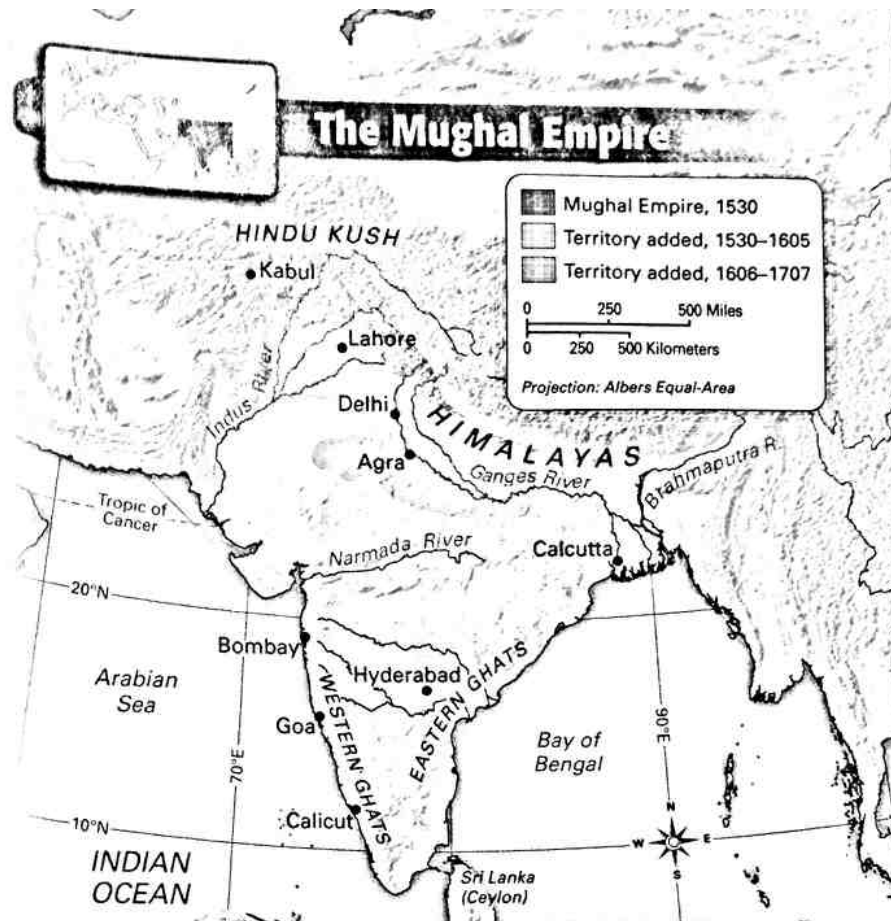 The Mughal Empire
Mughal Empire, 1530
Territory added, 1530–1605
Territory added, 1606–1707
0 250 500 Miles
0 250 500 Kilometers
Projection: Albers Equal-Area
HINDU KUSH
Kabul
Lahore
Indus River
Delhi
HIMALAYAS
Agra
Ganges River
Brahmaputra R.
Tropic of
Cancer
Narmada River
Calcutta
20°N
Bombay
Hyderabad
Arabian
Sea
WESTERN GHATS
EASTERN GHATS
Goa
Bay of
Bengal
90°E
70°E
Calicut
10°N
N
W E
S
INDIAN
OCEAN
Sri Lanka
(Ceylon)